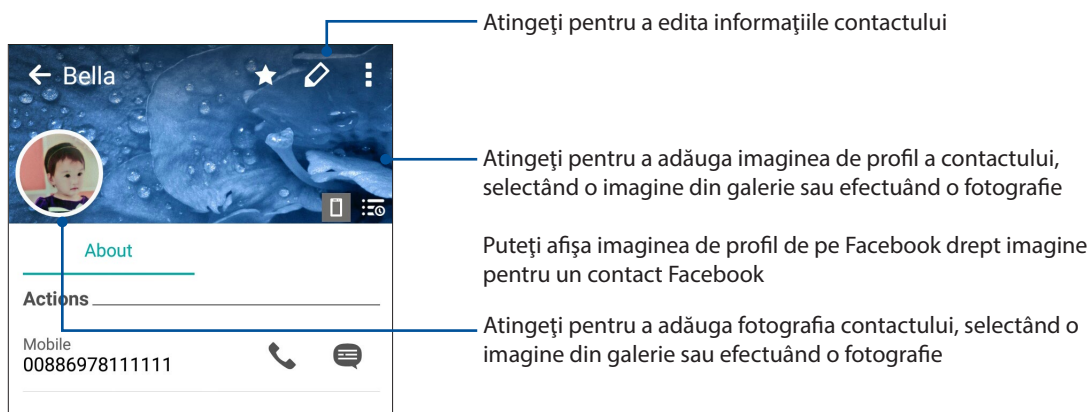 Atingeţi pentru a edita informaţiile contactului
Bella
Atingeţi pentru a adăuga imaginea de profil a contactului,
selectând o imagine din galerie sau efectuând o fotografie
Puteţi afişa imaginea de profil de pe Facebook drept imagine
pentru un contact Facebook
About
Actions
Atingeţi pentru a adăuga fotografia contactului, selectând o
imagine din galerie sau efectuând o fotografie
Mobile
00886978111111